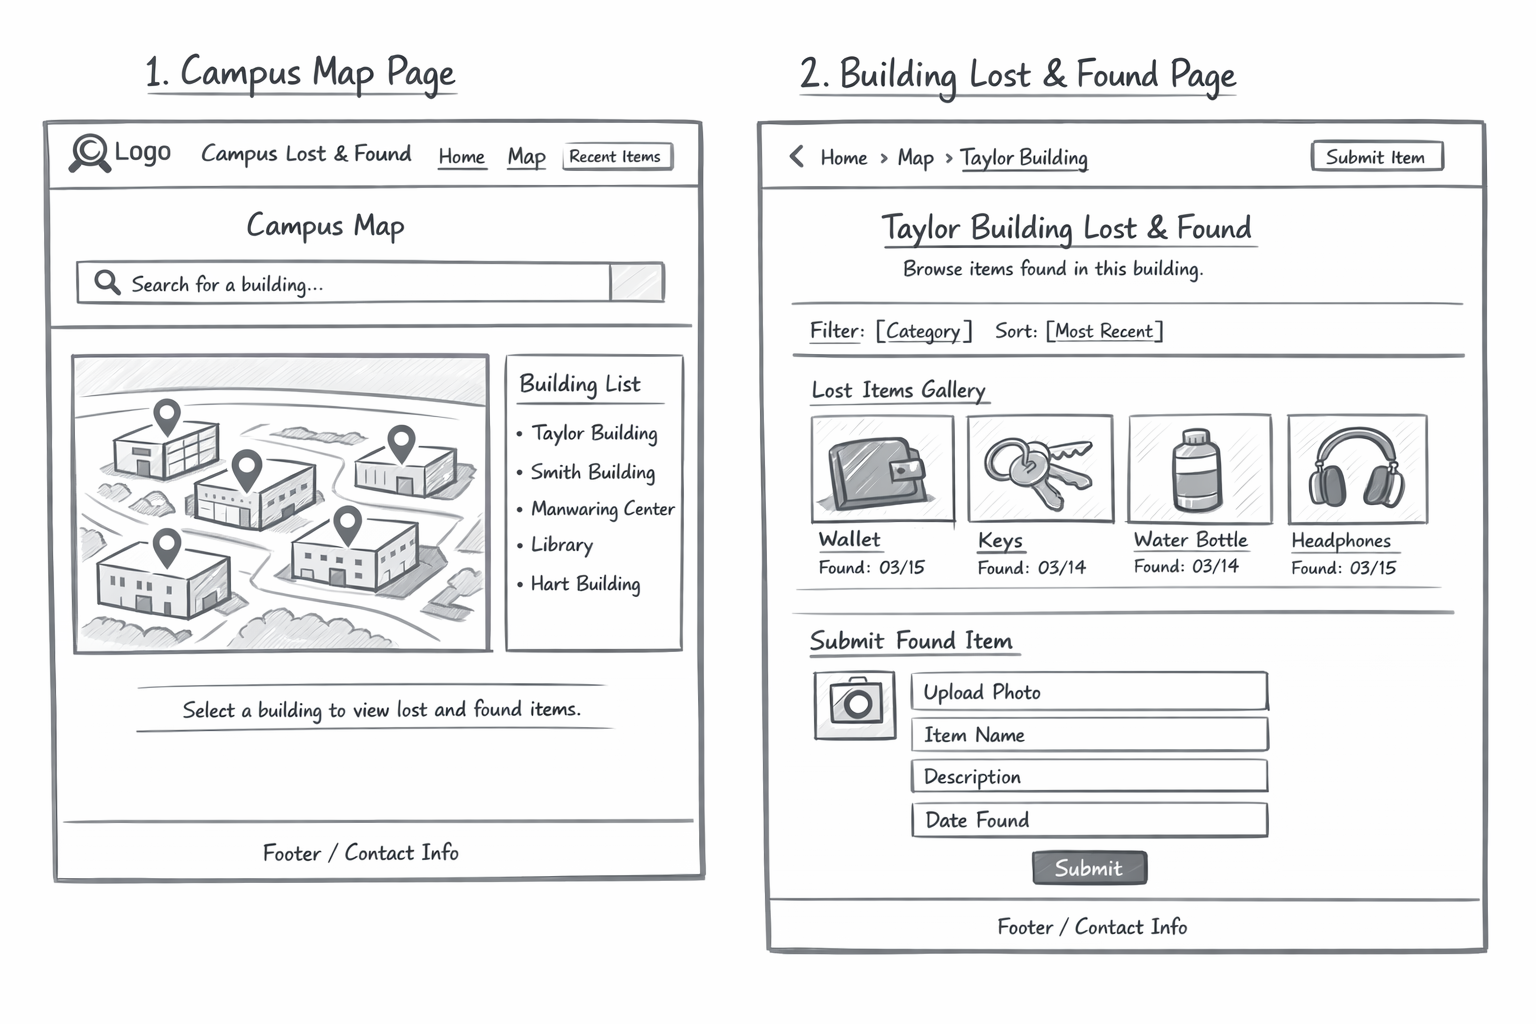 1. Campus Map Page
Logo
Campus Lost & Found
Home
Map
Recent Items
Campus Map
Search for a building...
Building List
• Taylor Building
• Smith Building
• Manwaring Center
• Library
• Hart Building
Select a building to view lost and found items.
Footer / Contact Info
2. Building Lost & Found Page
Home > Map > Taylor Building
Submit Item
Taylor Building Lost & Found
Browse items found in this building.
Filter: [Category] Sort: [Most Recent]
Lost Items Gallery
Wallet
Found: 03/15
Keys
Found: 03/14
Water Bottle
Found: 03/14
Headphones
Found: 03/15
Submit Found Item
Upload Photo
Item Name
Description
Date Found
Submit
Footer / Contact Info